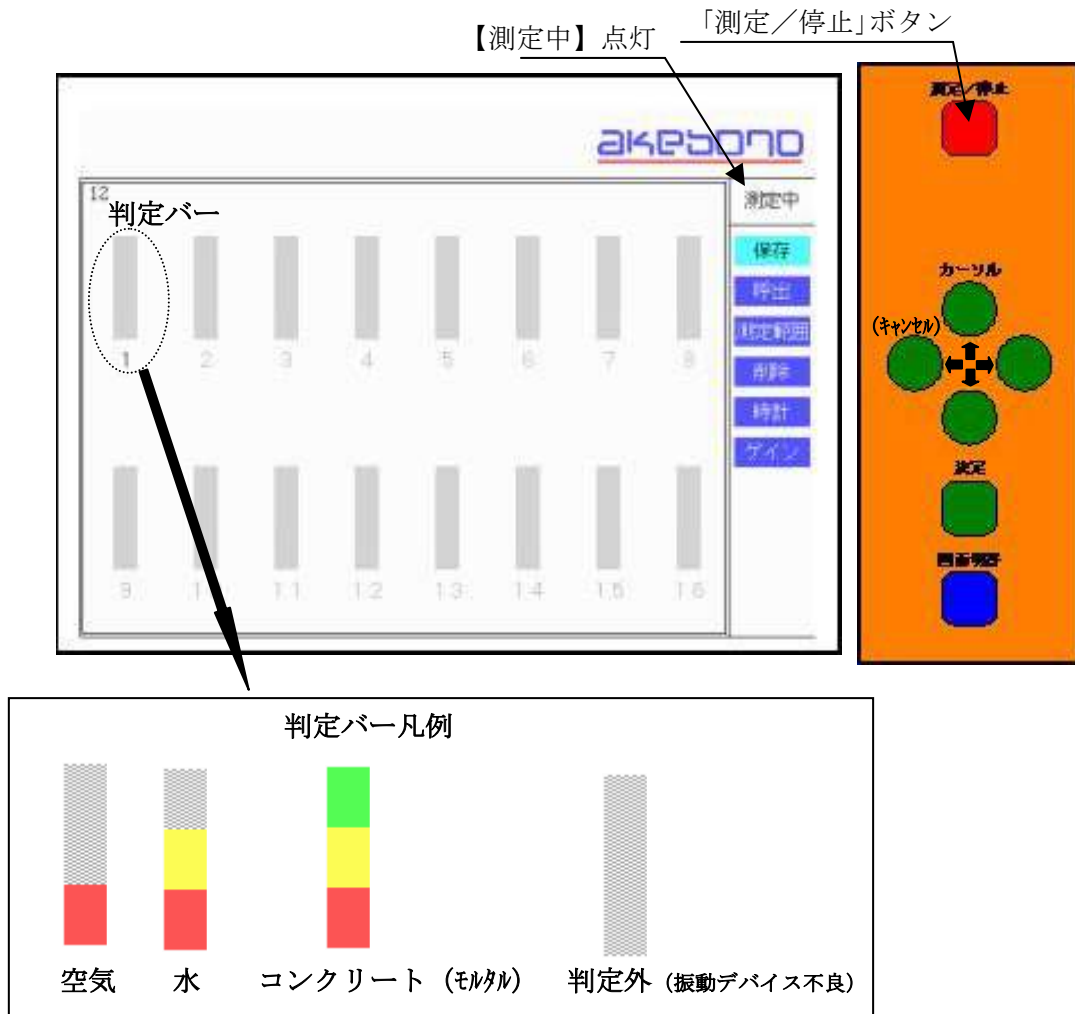 【測定中】点灯
「測定／停止」ボタン
akebono
12
判定バー
測定中
保存
呼出
測定範囲
削除
時計
ゲイン
1 2 3 4 5 6 7 8
9 11 12 13 14 15 16
測定／停止
カーソル
(ｷｬﾝｾﾙ)
決定
判定バー凡例
空気
水
コンクリート（ﾓﾙﾀﾙ）
判定外（振動デバイス不良）